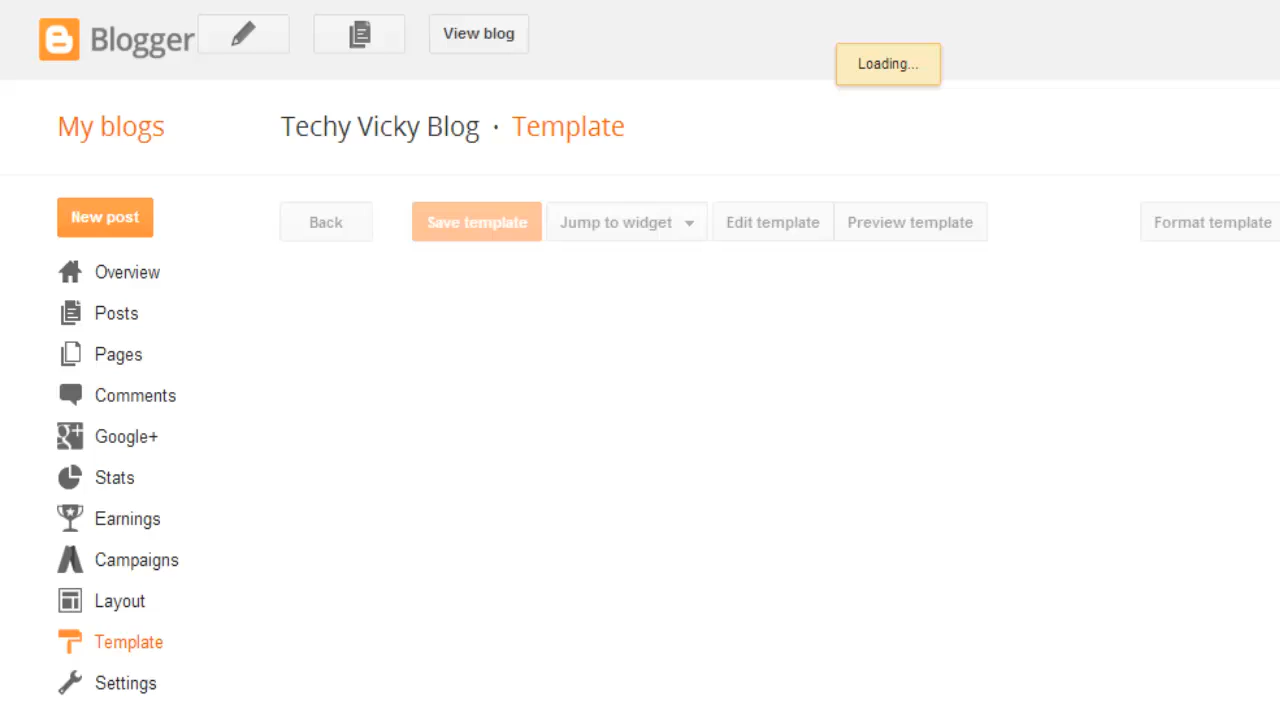 Blogger View blog
Loading...
My blogs Techy Vicky Blog · Template
New post Back Save template Jump to widget Edit template Preview template Format template
Overview
Posts
Pages
Comments
Google+
Stats
Earnings
Campaigns
Layout
Template
Settings